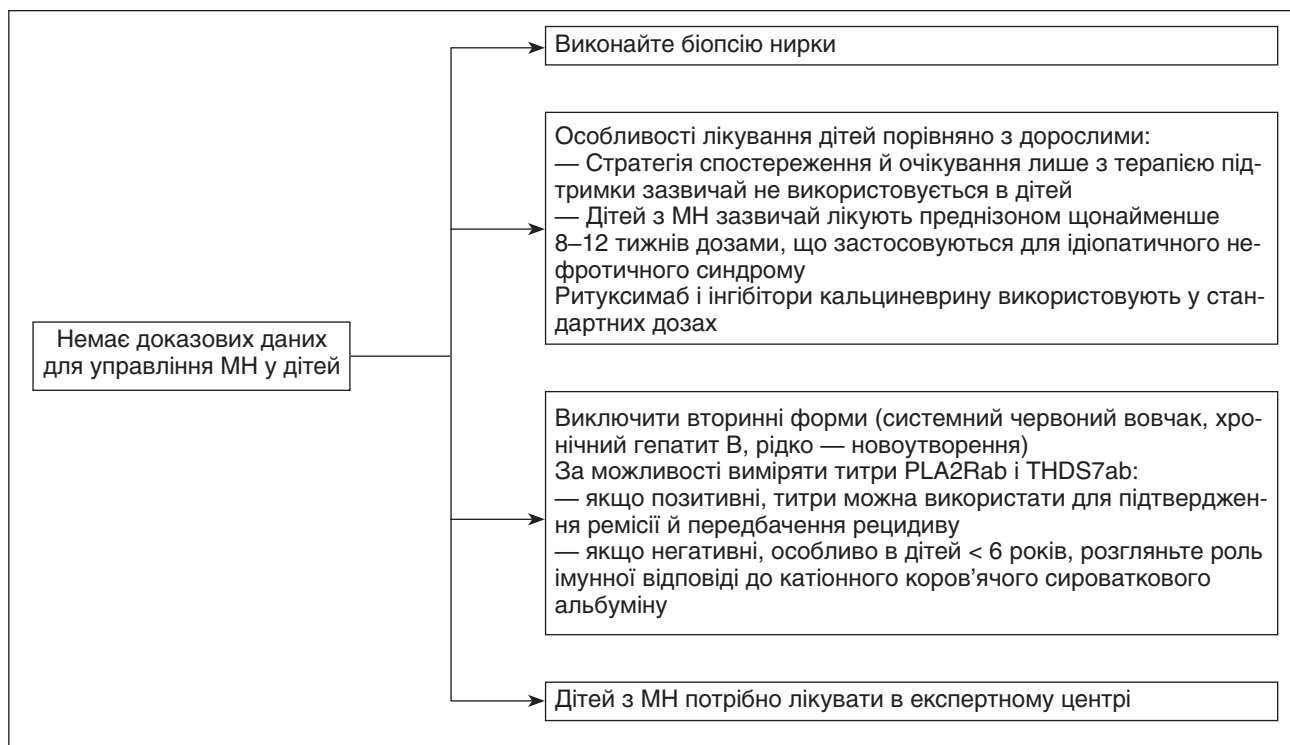 Виконайте біопсію нирки
Особливості лікування дітей порівняно з дорослими:
— Стратегія спостереження й очікування лише з терапією під-
тримки зазвичай не використовується в дітей
— Дітей з МН зазвичай лікують преднізоном щонайменше
8–12 тижнів дозами, що застосовуються для ідіопатичного не-
фротичного синдрому
Ритуксимаб і інгібітори кальциневрину використовують у стан-
дартних дозах
Немає доказових даних
для управління МН у дітей
Виключити вторинні форми (системний червоний вовчак, хро-
нічний гепатит В, рідко — новоутворення)
За можливості виміряти титри PLA2Rab і THDS7ab:
— якщо позитивні, титри можна використати для підтверджен-
ня ремісії й передбачення рецидиву
— якщо негативні, особливо в дітей < 6 років, розгляньте роль
імунної відповіді до катіонного коров'ячого сироваткового
альбуміну
Дітей з МН потрібно лікувати в експертному центрі